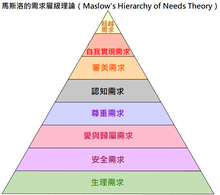 馬斯洛的需求層級理論（Maslow's Hierarchy of Needs Theory）
超越
需求
自我實現需求
審美需求
認知需求
尊重需求
愛與歸屬需求
安全需求
生理需求